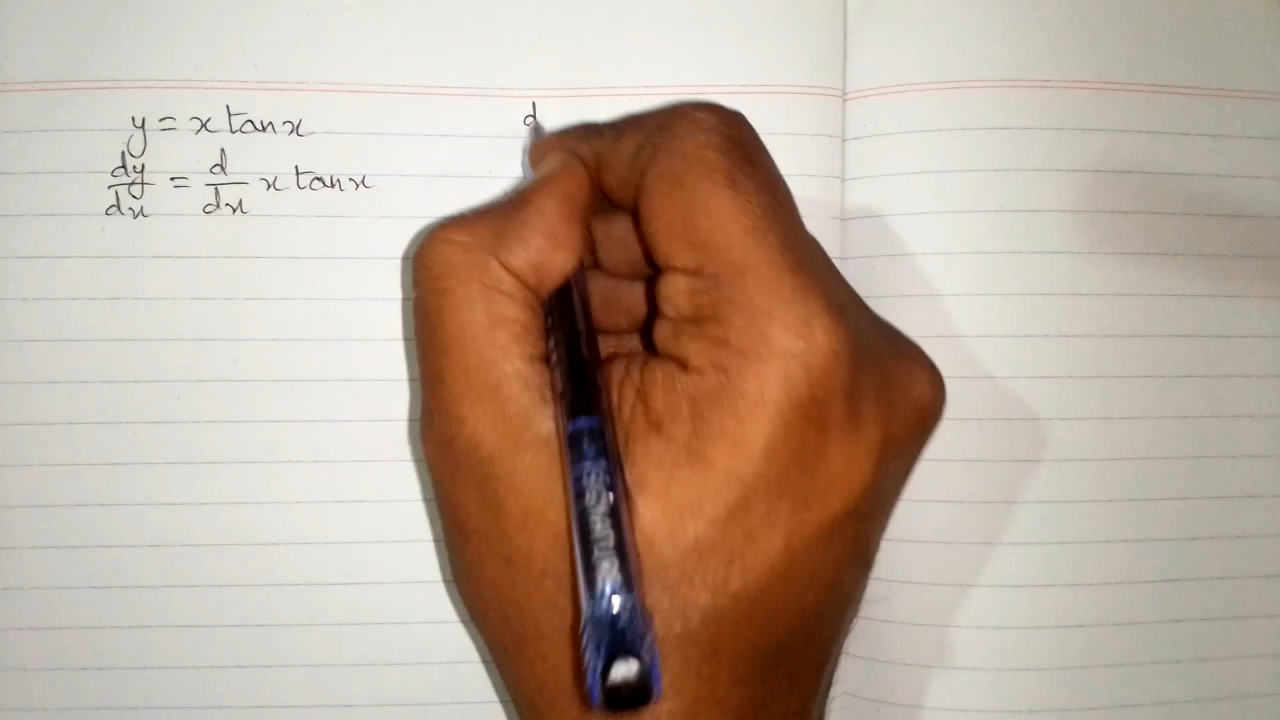 y = x tan x
dy/dx = d/dx x tan x
d